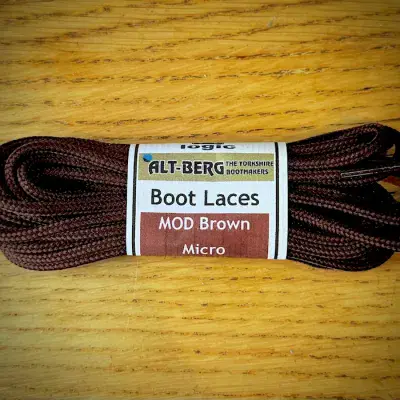 logic
ALT-BERG THE YORKSHIRE
BOOTMAKERS
Boot Laces
MOD Brown
Micro